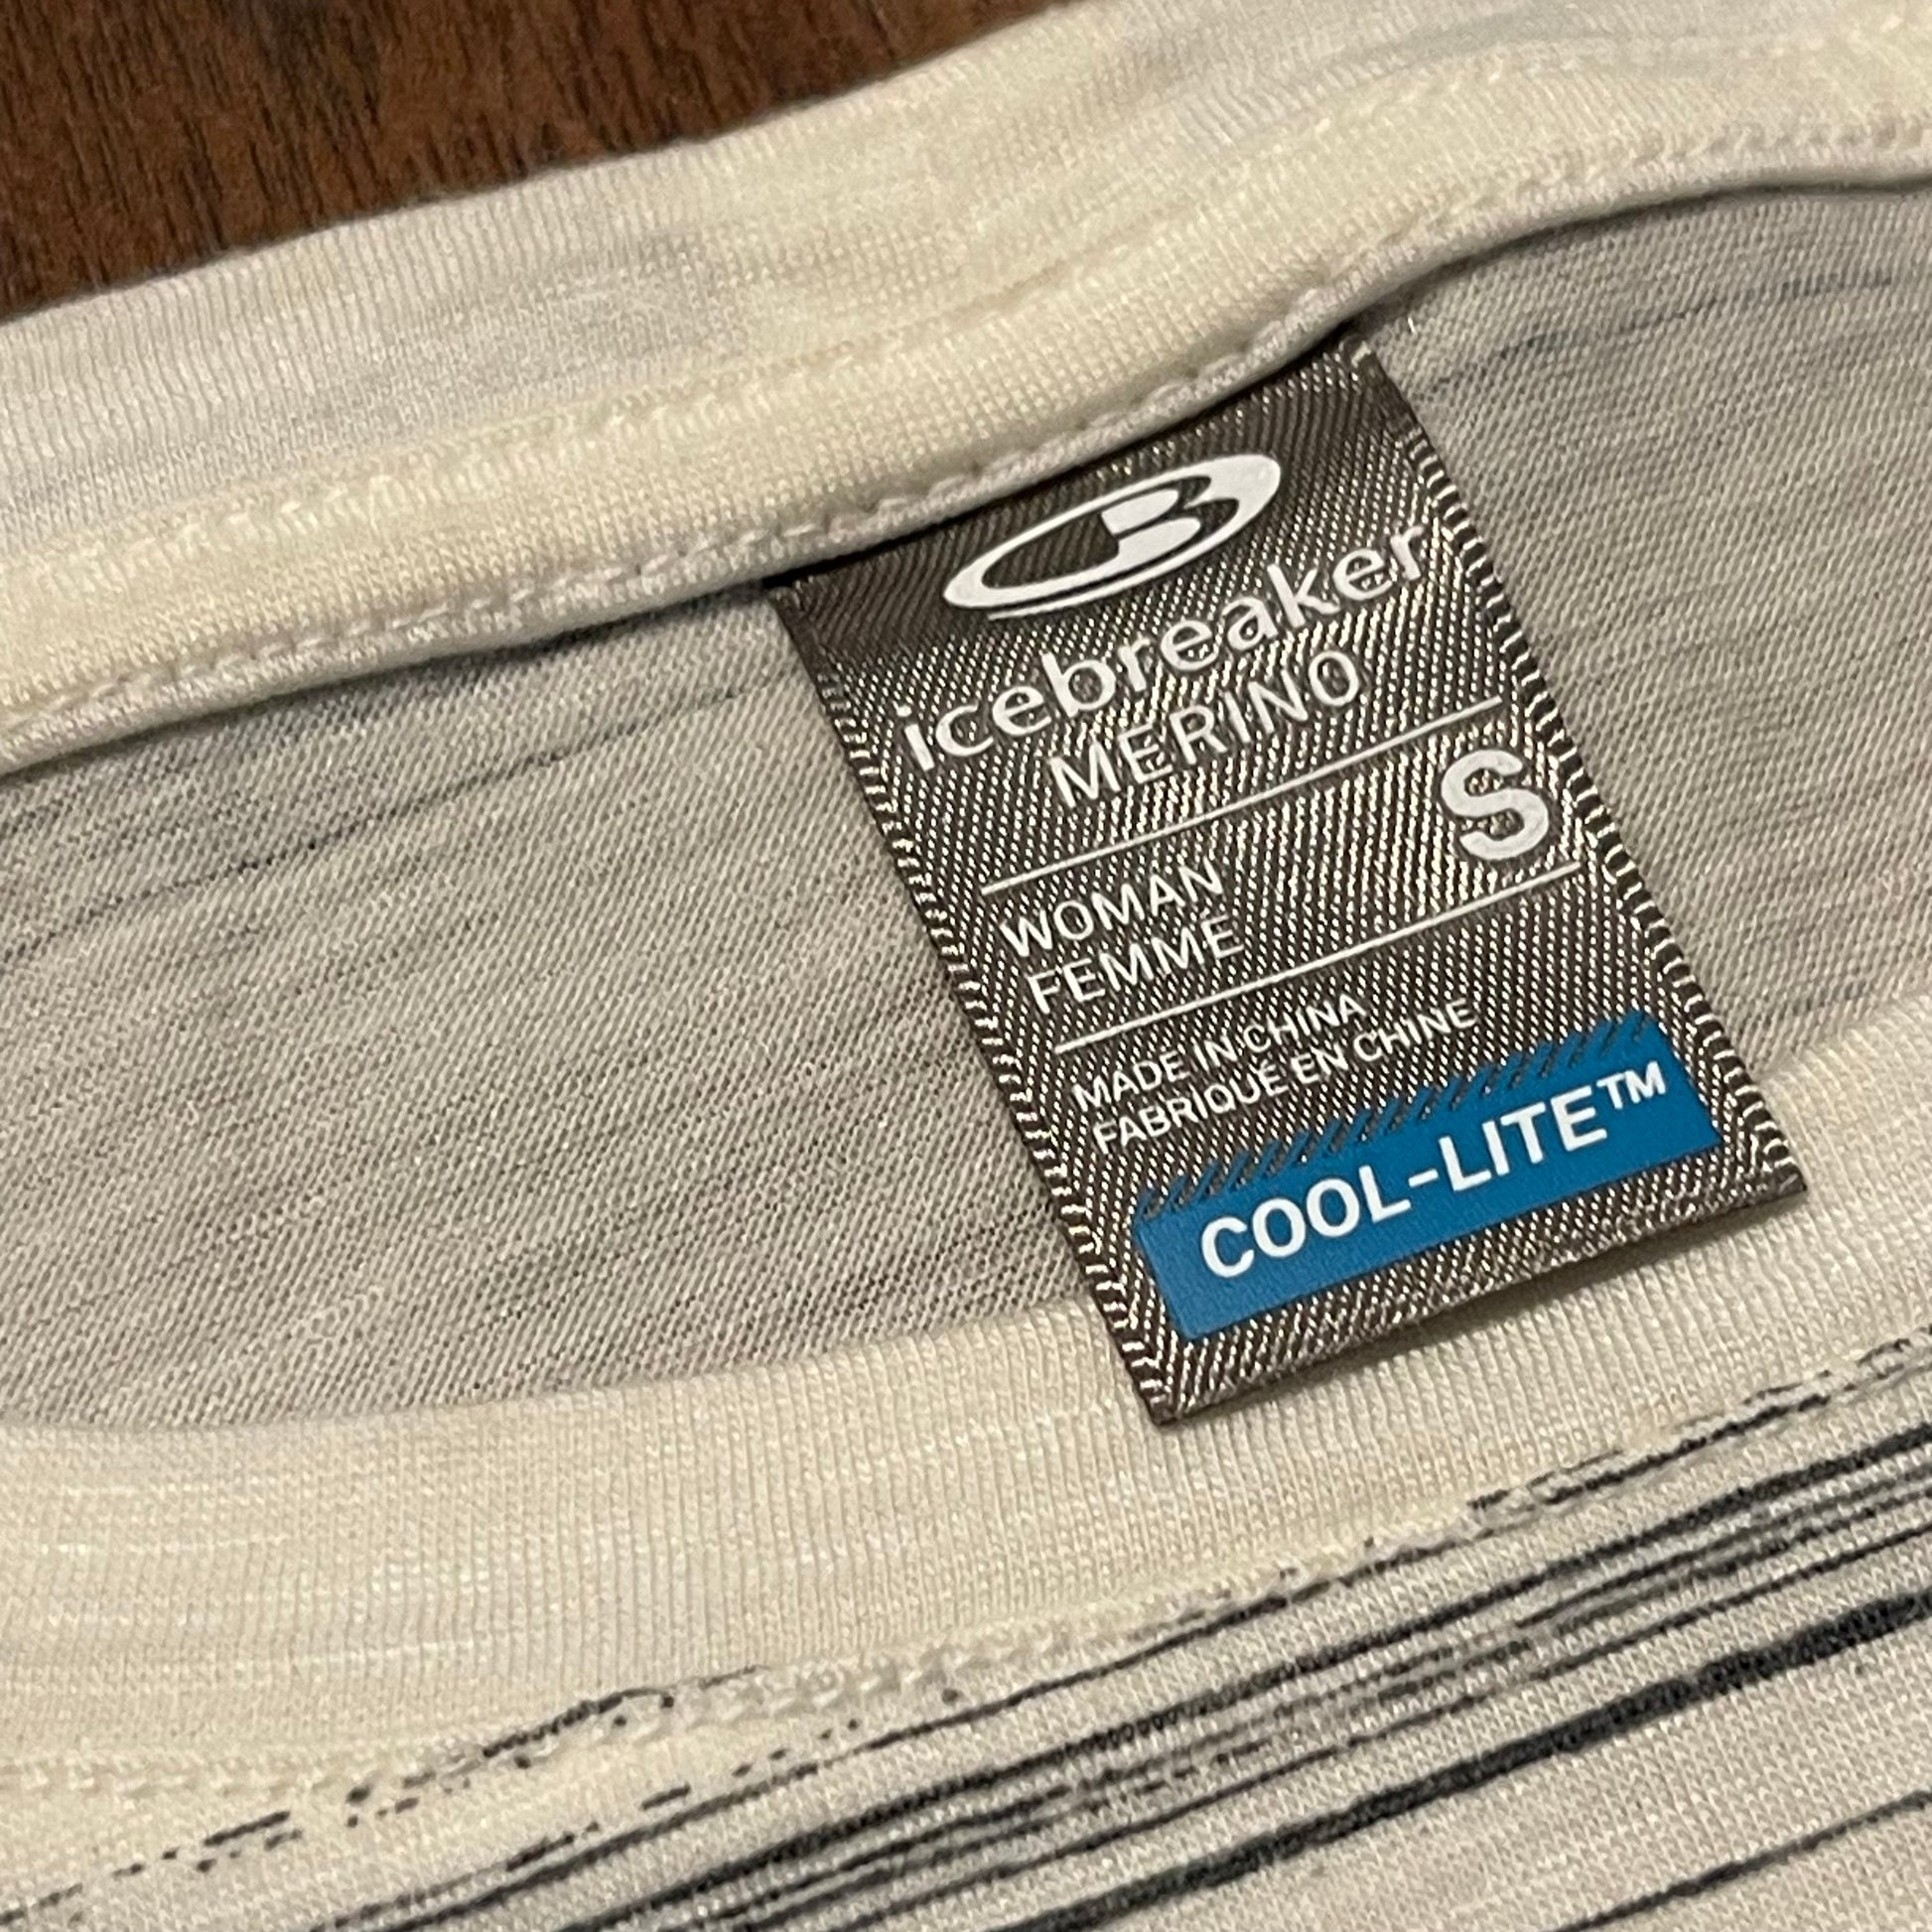 icebreaker
MERINO
S
WOMAN
FEMME
MADE IN CHINA
FABRIQUÉ EN CHINE
COOL-LITE™